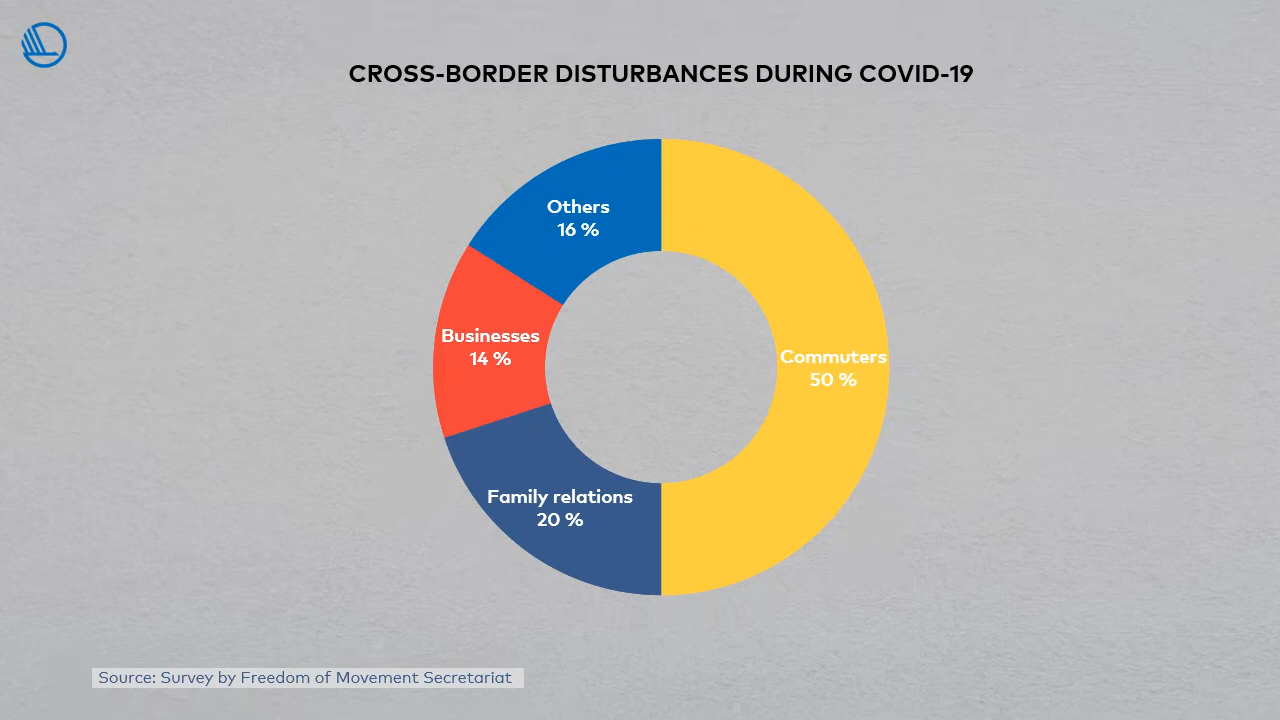 CROSS-BORDER DISTURBANCES DURING COVID-19
Others
16 %
Businesses
14 %
Commuters
50 %
Family relations
20 %
Source: Survey by Freedom of Movement Secretariat